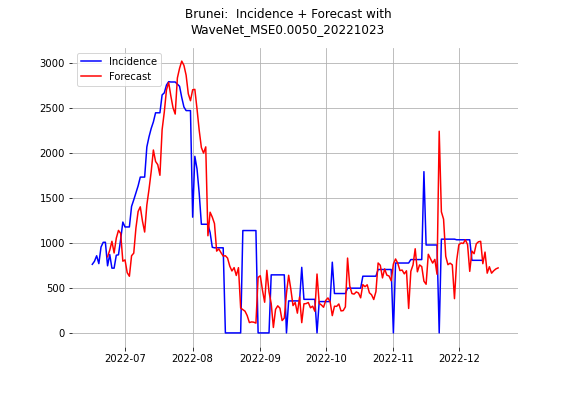 Brunei:  Incidence + Forecast with
WaveNet_MSE0.0050_20221023
Incidence
Forecast
3000
2500
2000
1500
1000
500
0
2022-07 2022-08 2022-09 2022-10 2022-11 2022-12